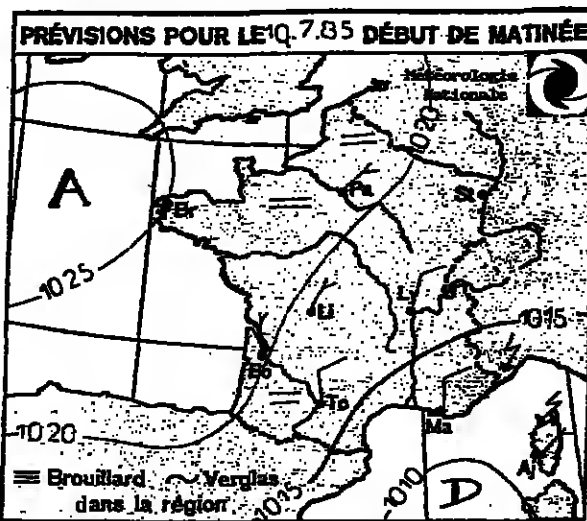 PRÉVISIONS POUR LE 10.7.85 DÉBUT DE MATINÉE
Météorologie
Nationale
1020
A
Pa
Br
1025
L
Li
1015
Bo
To
Ma
1020
Aj
≡ Brouillard ~ Verglas
dans la région
1015
1010
D